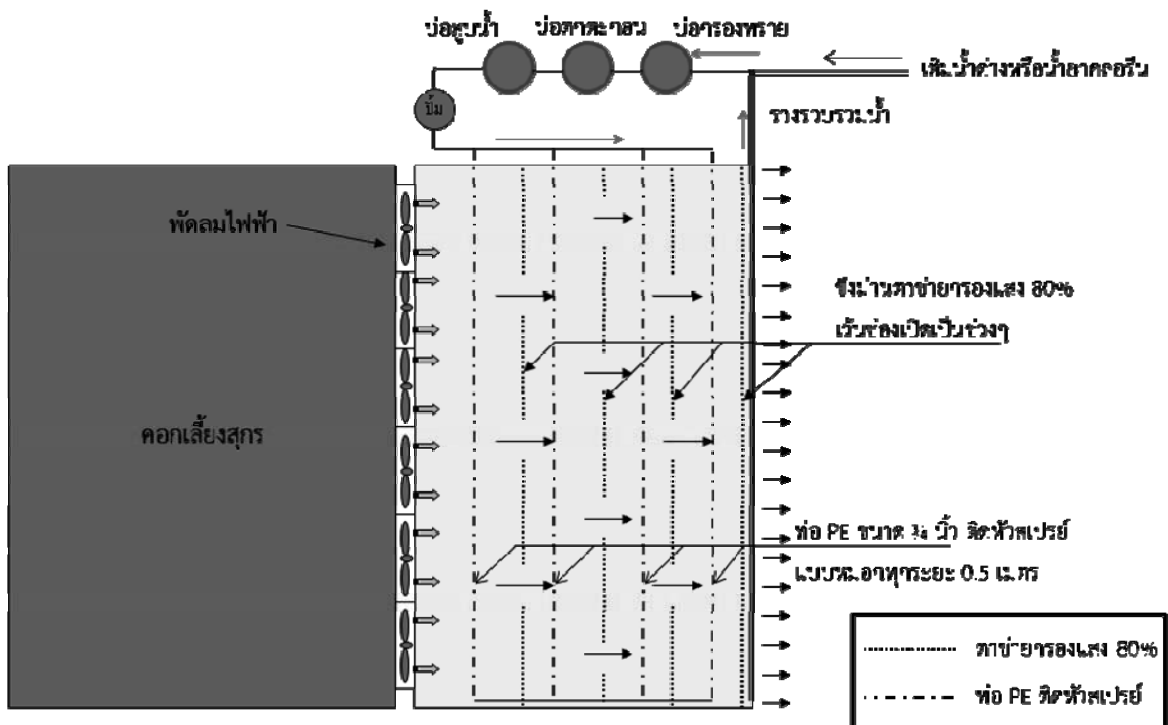 บ่อสูบน้ำ บ่อตกตะกอน บ่อกรองทราย
เติมน้ำด่างหรือน้ำยาคลอรีน
ปั๊ม
รางรวบรวมน้ำ
พัดลมไฟฟ้า
ขึงม่านตาข่ายกรองแสง 80%
เว้นช่องเปิดเป็นช่วงๆ
คอกเลี้ยงสุกร
ท่อ PE ขนาด ¾ นิ้ว ติดหัวสเปรย์
แบบหมอกทุกระยะ 0.5 เมตร
ตาข่ายกรองแสง 80%
ท่อ PE ติดหัวสเปรย์